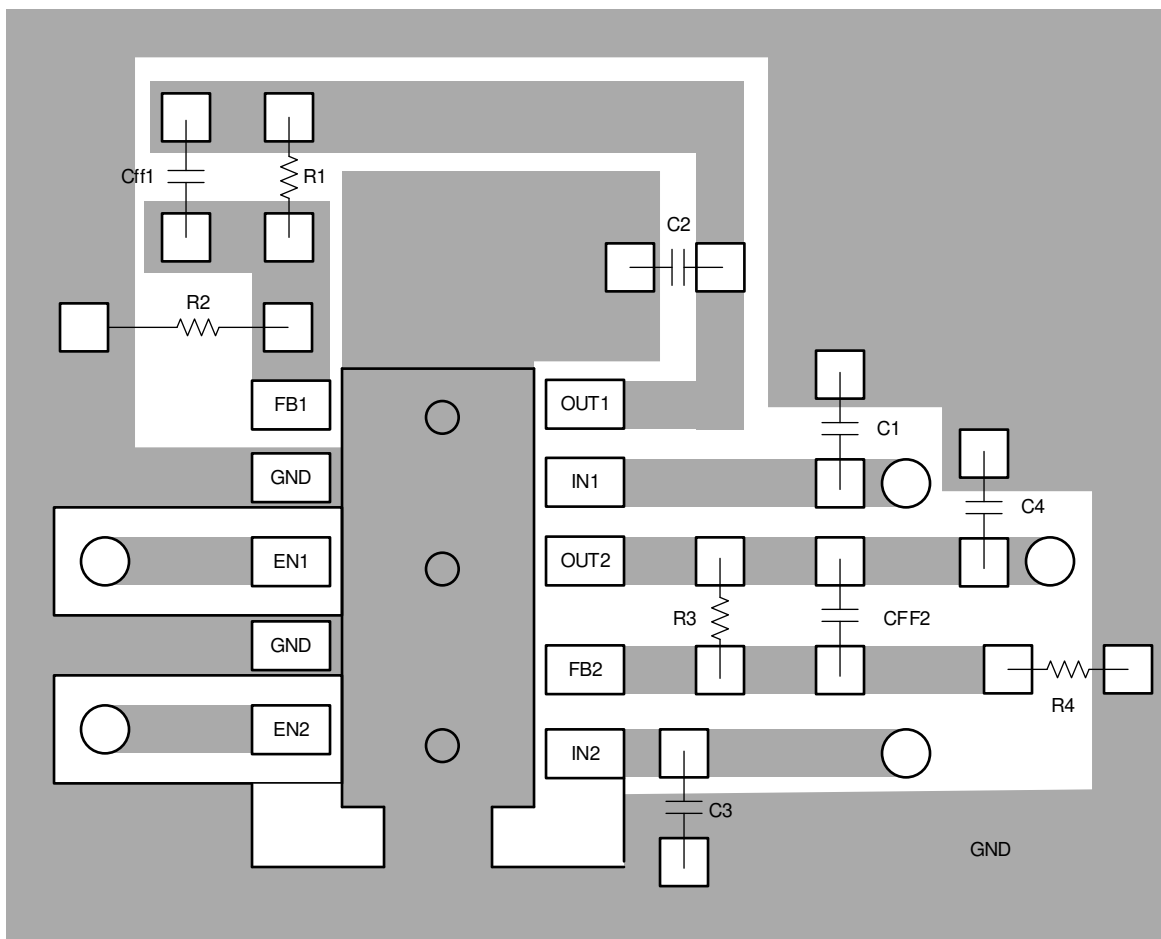 Cff1
R1
C2
R2
FB1
OUT1
C1
GND
IN1
C4
EN1
OUT2
R3
CFF2
GND
FB2
R4
EN2
IN2
C3
GND